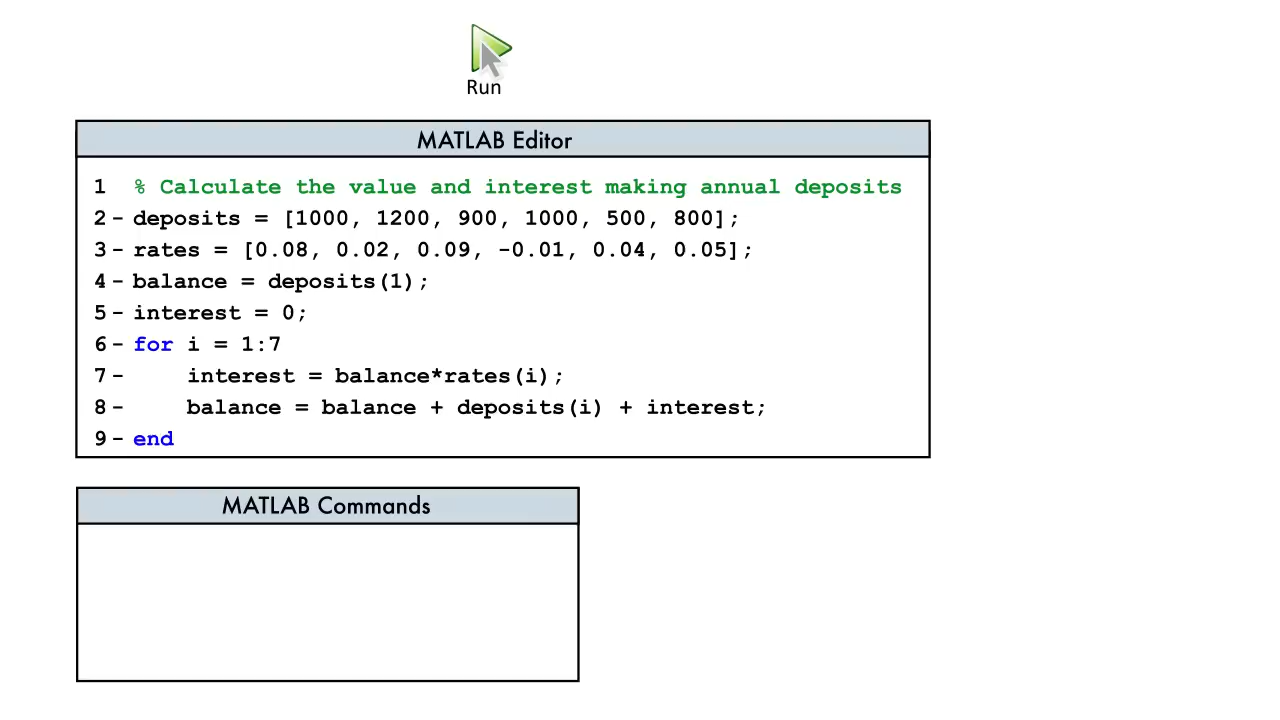 Run
MATLAB Editor
1 % Calculate the value and interest making annual deposits
2- deposits = [1000, 1200, 900, 1000, 500, 800];
3- rates = [0.08, 0.02, 0.09, -0.01, 0.04, 0.05];
4- balance = deposits(1);
5- interest = 0;
6- for i = 1:7
7-     interest = balance*rates(i);
8-     balance = balance + deposits(i) + interest;
9- end
MATLAB Commands